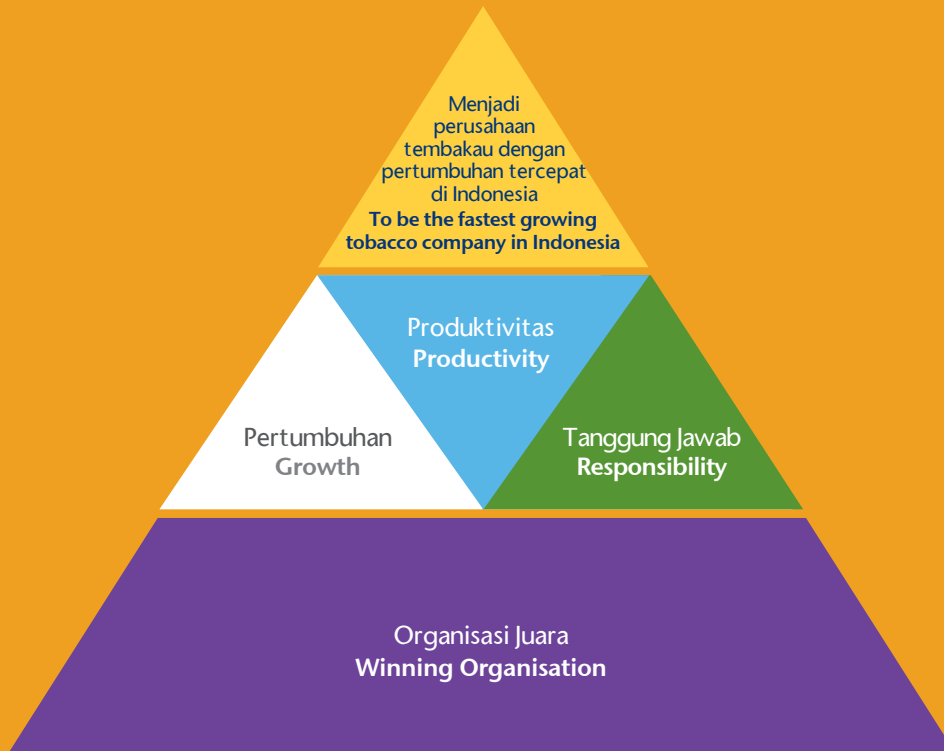 Menjadi
perusahaan
tembakau dengan
pertumbuhan tercepat
di Indonesia
To be the fastest growing
tobacco company in Indonesia
Produktivitas
Productivity
Pertumbuhan
Growth
Tanggung Jawab
Responsibility
Organisasi Juara
Winning Organisation